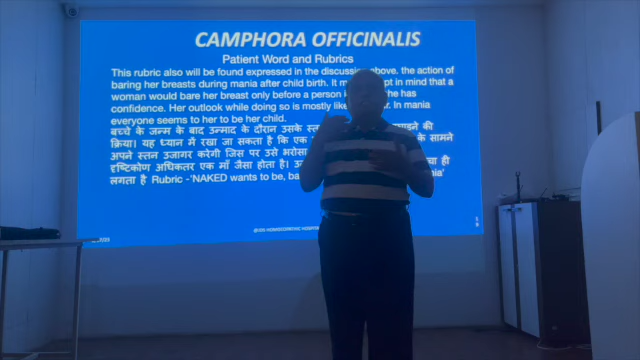 CAMPHORA OFFICINALIS
Patient Word and Rubrics
This rubric also will be found expressed in the discussion above. the action of
baring her breasts during mania after child birth. It in mind that a
woman would bare her breast only before a person he has
confidence. Her outlook while doing so is mostly like In mania
everyone seems to her to be her child.
बच्चे के जन्म के बाद उन्माद के दौरान उसके की
क्रिया। यह ध्यान में रखा जा सकता है कि एक के सामने
अपने स्तन उजागर करेगी जिस पर उसे भरोसा
दृष्टिकोण अधिकतर एक माँ जैसा होता है। ही
लगता है Rubric -'NAKED wants to be,